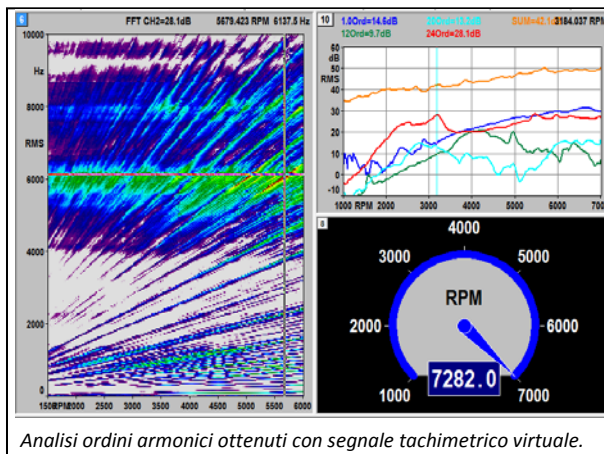 6
FFT CH2=28.1dB 5679.423 RPM 6137.5 Hz
10000
Hz
8000
RMS
6000
4000
2000
0
1500 RPM 2000 2500 3000 3500 4000 4500 5000 5500 6000
10
1.0Ord=14.6dB SUM=42.1 3184.037 RPM
12Ord=9.7dB 24Ord=28.1dB
60
dB
50
RMS
40
30
20
10
0
-10
1000 RPM 2000 3000 4000 5000 6000
8
4000
3000 5000
RPM
2000 6000
7282.0
1000 7000
Analisi ordini armonici ottenuti con segnale tachimetrico virtuale.